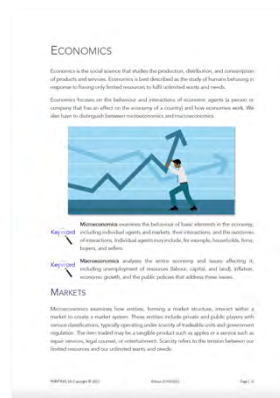 ECONOMICS
Economics is the social science that studies the production, distribution, and consumption
of products and services. Economics is best described as the study of humans behaving in
response to having only limited resources to fulfil unlimited wants and needs.
Economics focuses on the behaviour and interactions of economic agents (a person or
company that has an effect on the economy of a country) and how economies work. We
also have to distinguish between microeconomics and macroeconomics.
Microeconomics examines the behaviour of basic elements in the economy,
Keyword including individual agents and markets, their interactions, and the outcomes
of interactions. Individual agents may include, for example, households, firms,
buyers, and sellers.
Macroeconomics analyses the entire economy and issues affecting it,
Keyword including unemployment of resources (labour, capital, and land), inflation,
economic growth, and the public policies that address these issues.
MARKETS
Microeconomics examines how entities, forming a market structure, interact within a
market to create a market system. These entities include private and public players with
various classifications, typically operating under scarcity of tradeable units and government
regulation. The item traded may be a tangible product such as apples or a service such as
repair services, legal counsel, or entertainment. Scarcity refers to the tension between our
limited resources and our unlimited wants and needs.
Copyright © 2022
Page |